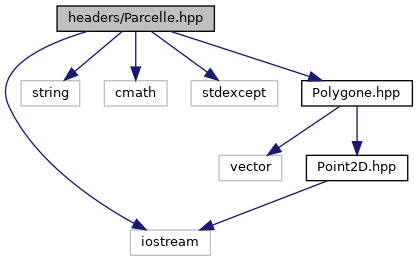 headers/Parcelle.hpp
string
cmath
stdexcept
Polygone.hpp
vector
Point2D.hpp
iostream